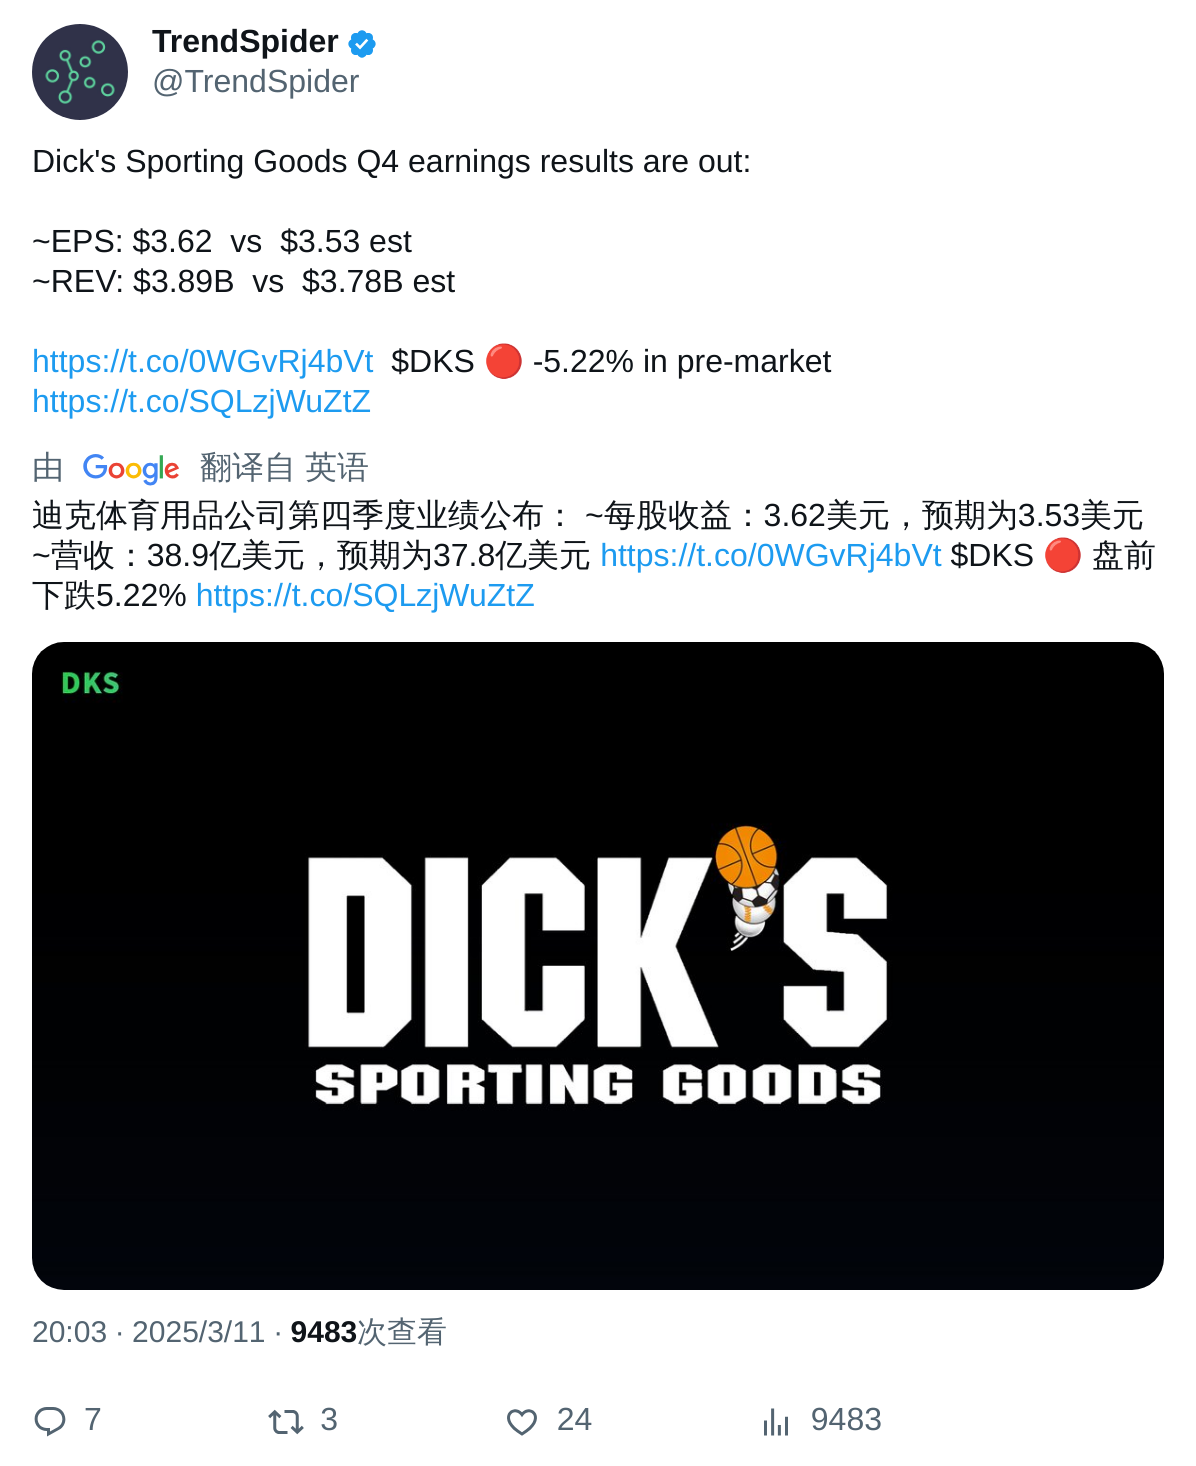 TrendSpider
@TrendSpider
Dick's Sporting Goods Q4 earnings results are out:
~EPS: $3.62  vs  $3.53 est
~REV: $3.89B  vs  $3.78B est
https://t.co/0WGvRj4bVt  $DKS 🔴 -5.22% in pre-market
https://t.co/SQLzjWuZtZ
由 Google 翻译自 英语
迪克体育用品公司第四季度业绩公布： ~每股收益：3.62美元，预期为3.53美元
~营收：38.9亿美元，预期为37.8亿美元 https://t.co/0WGvRj4bVt $DKS 🔴 盘前
下跌5.22% https://t.co/SQLzjWuZtZ
DKS
DICK'S
SPORTING GOODS
20:03 · 2025/3/11 · 9483次查看
7 3 24 9483